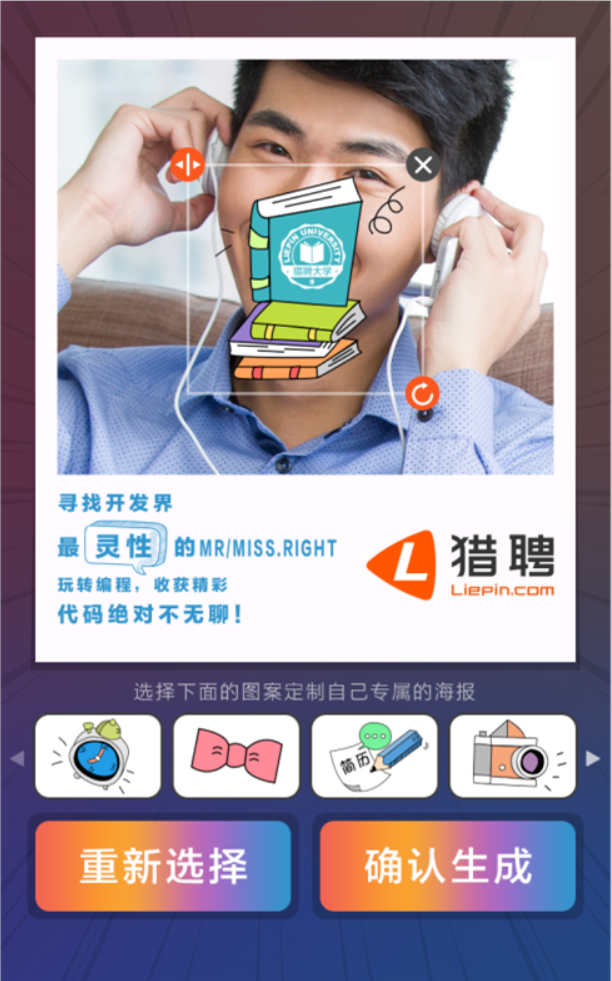 LIEPIN UNIVERSITY
猎聘大学
寻找开发界
最 灵性 的MR/MISS.RIGHT
玩转编程，收获精彩
代码绝对不无聊！
猎聘
Liepin.com
选择下面的图案定制自己专属的海报
简历
重新选择
确认生成